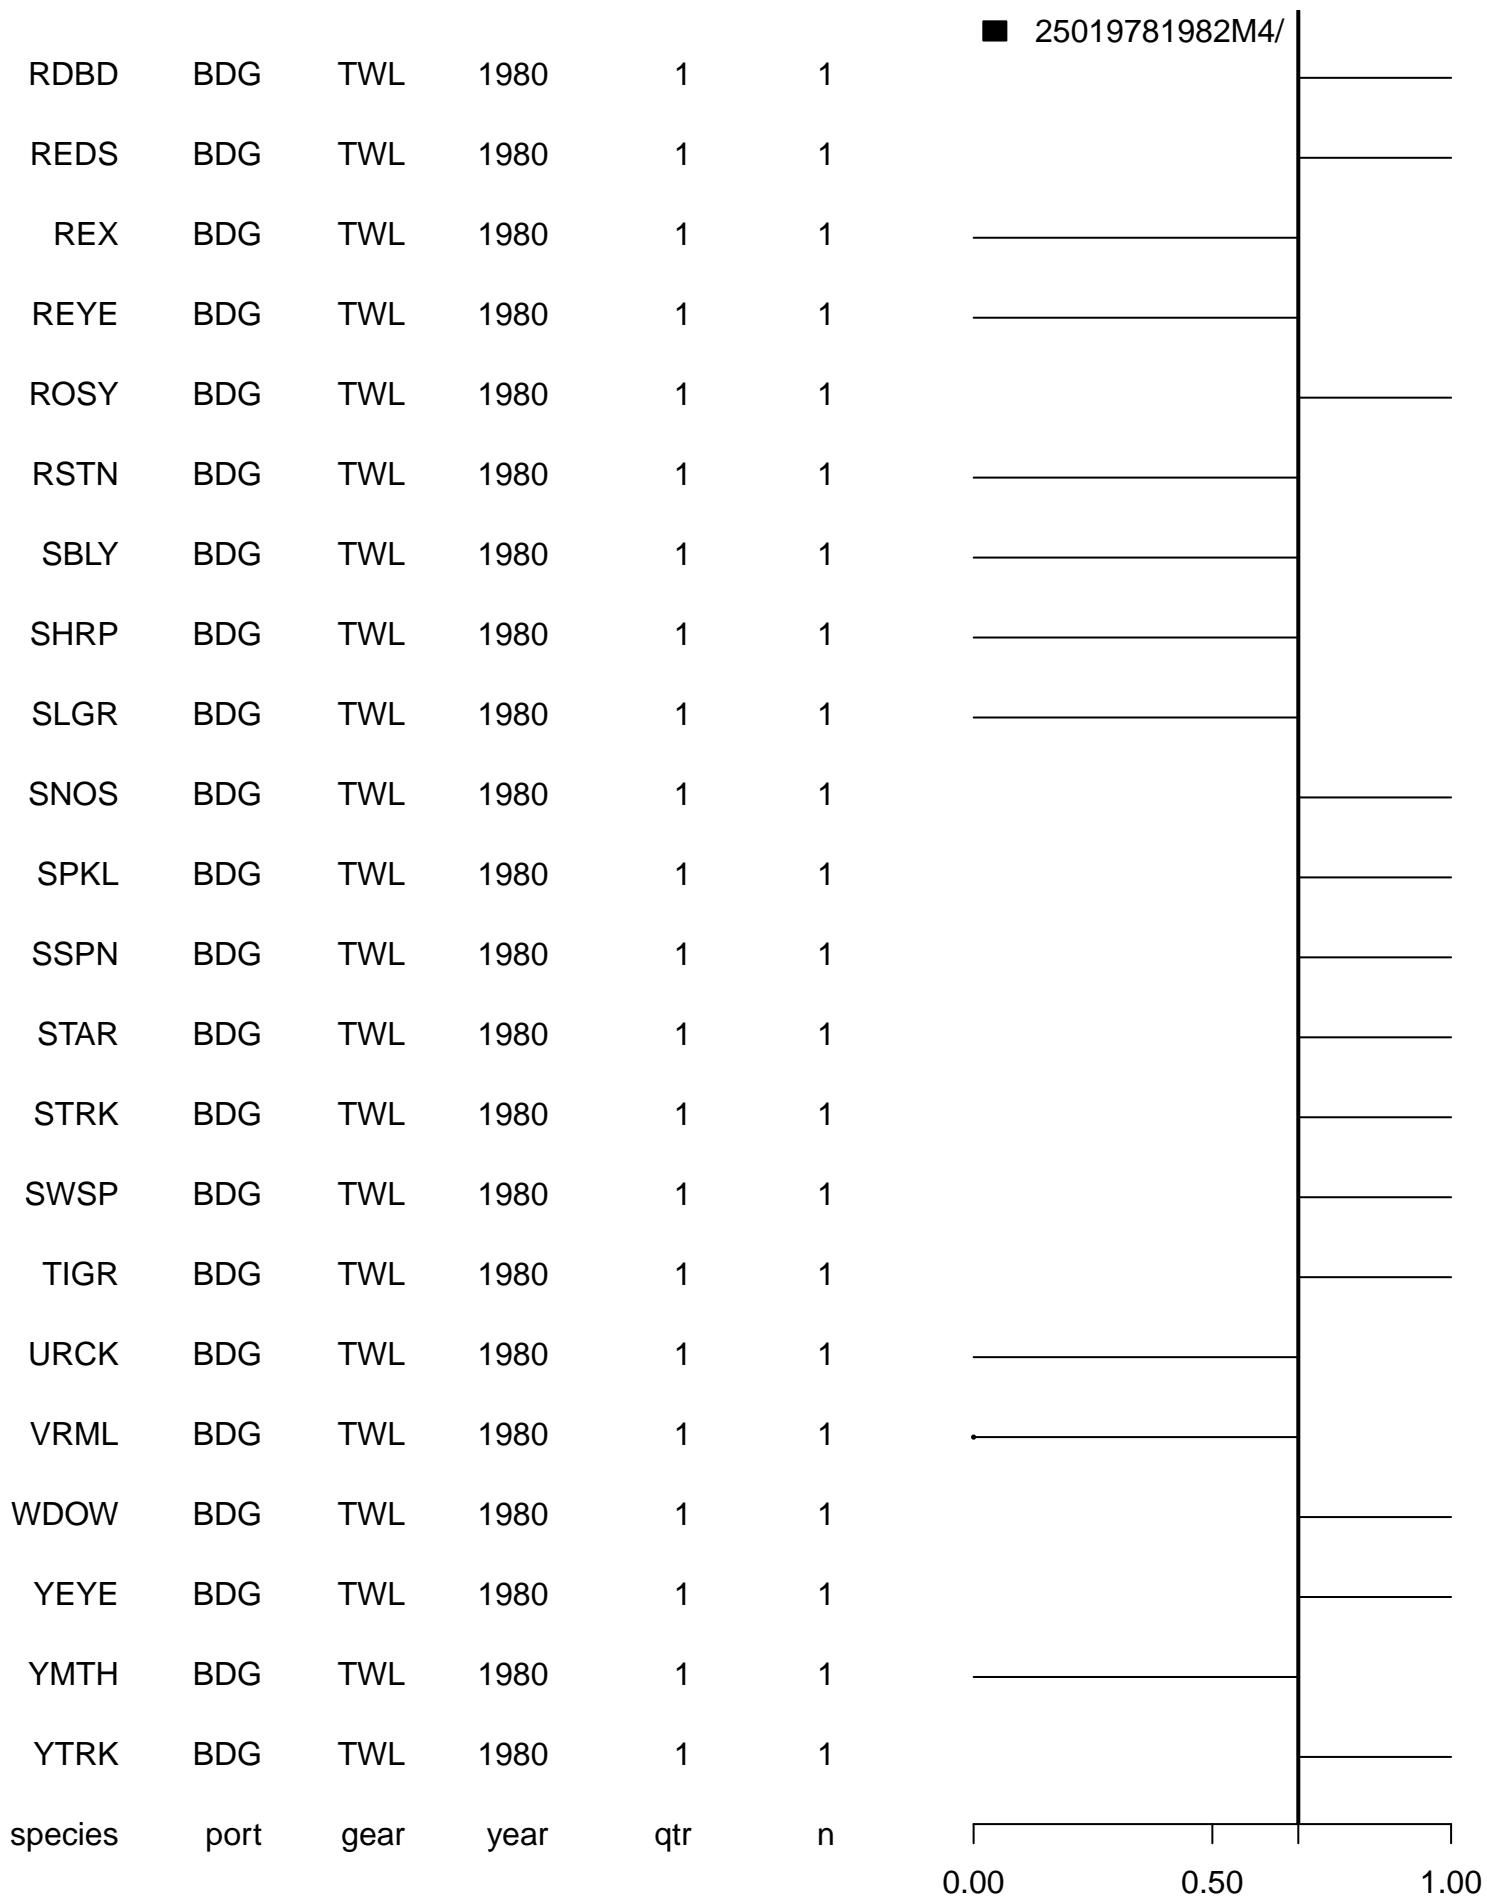 25019781982M4/
RDBD BDG TWL 1980 1 1
REDS BDG TWL 1980 1 1
REX BDG TWL 1980 1 1
REYE BDG TWL 1980 1 1
ROSY BDG TWL 1980 1 1
RSTN BDG TWL 1980 1 1
SBLY BDG TWL 1980 1 1
SHRP BDG TWL 1980 1 1
SLGR BDG TWL 1980 1 1
SNOS BDG TWL 1980 1 1
SPKL BDG TWL 1980 1 1
SSPN BDG TWL 1980 1 1
STAR BDG TWL 1980 1 1
STRK BDG TWL 1980 1 1
SWSP BDG TWL 1980 1 1
TIGR BDG TWL 1980 1 1
URCK BDG TWL 1980 1 1
VRML BDG TWL 1980 1 1
WDOW BDG TWL 1980 1 1
YEYE BDG TWL 1980 1 1
YMTH BDG TWL 1980 1 1
YTRK BDG TWL 1980 1 1
species port gear year qtr n
0.00 0.50 1.00